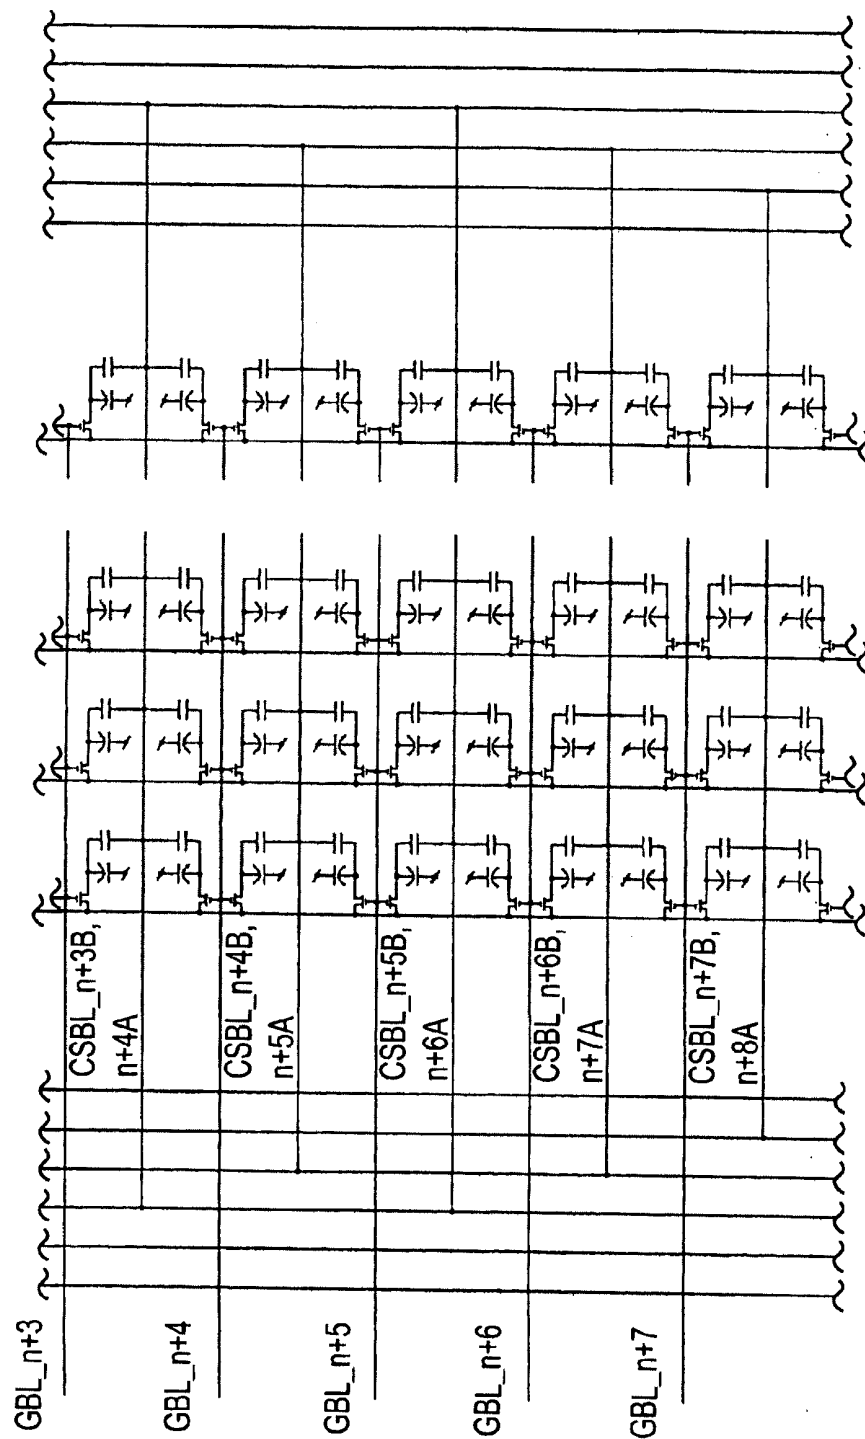 CSBL_n+3B,
n+4A
CSBL_n+4B,
n+5A
CSBL_n+5B,
n+6A
CSBL_n+6B,
n+7A
CSBL_n+7B,
n+8A
GBL_n+3
GBL_n+4
GBL_n+5
GBL_n+6
GBL_n+7